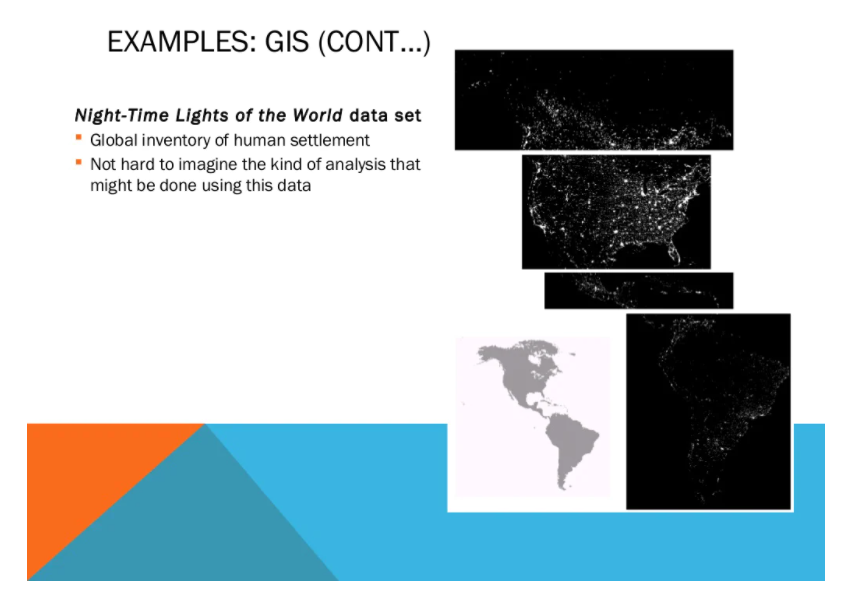 EXAMPLES: GIS (CONT…)
Night-Time Lights of the World data set
Global inventory of human settlement
Not hard to imagine the kind of analysis that
might be done using this data